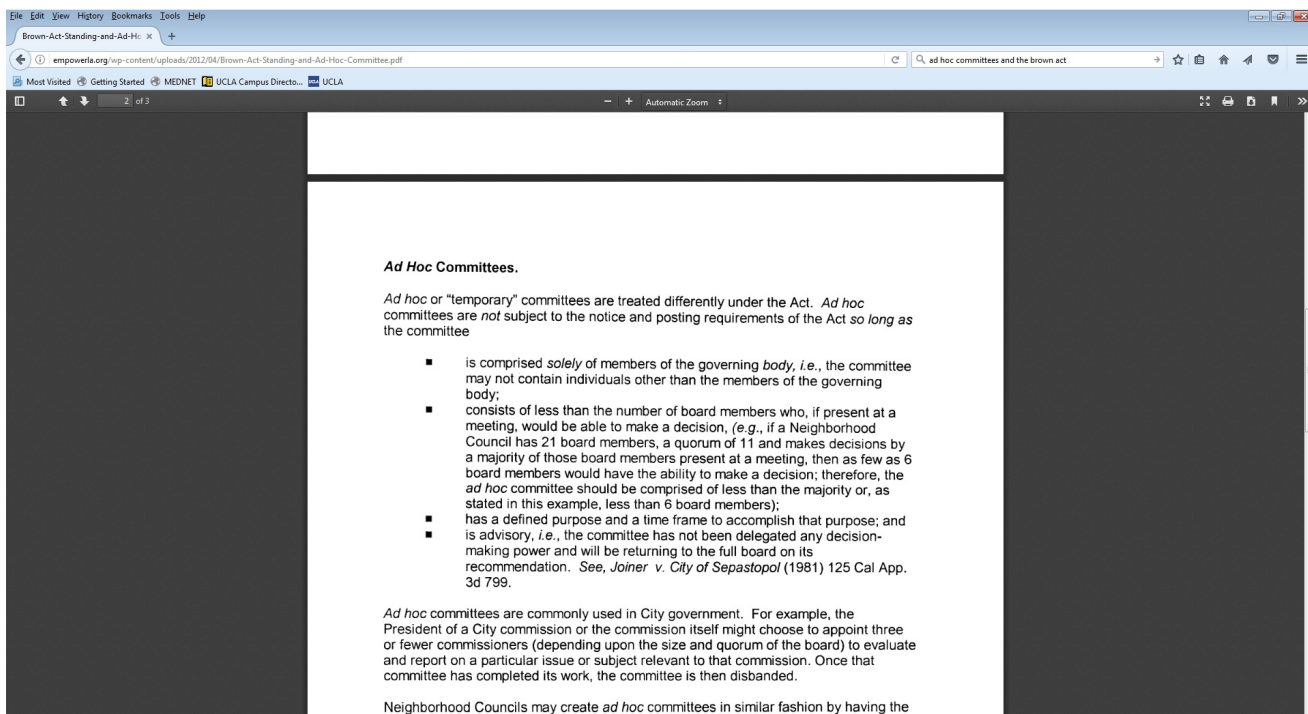 File Edit View History Bookmarks Tools Help
Brown-Act-Standing-and-Ad-Ho × +
empowerla.org/wp-content/uploads/2012/04/Brown-Act-Standing-and-Ad-Hoc-Committee.pdf
ad hoc committees and the brown act
Most Visited Getting Started MEDNET UCLA Campus Directo... UCLA UCLA
2 of 3 − + Automatic Zoom
Ad Hoc Committees.
Ad hoc or “temporary” committees are treated differently under the Act. Ad hoc
committees are not subject to the notice and posting requirements of the Act so long as
the committee
■ is comprised solely of members of the governing body, i.e., the committee
may not contain individuals other than the members of the governing
body;
■ consists of less than the number of board members who, if present at a
meeting, would be able to make a decision, (e.g., if a Neighborhood
Council has 21 board members, a quorum of 11 and makes decisions by
a majority of those board members present at a meeting, then as few as 6
board members would have the ability to make a decision; therefore, the
ad hoc committee should be comprised of less than the majority or, as
stated in this example, less than 6 board members);
■ has a defined purpose and a time frame to accomplish that purpose; and
■ is advisory, i.e., the committee has not been delegated any decision-
making power and will be returning to the full board on its
recommendation. See, Joiner v. City of Sepastopol (1981) 125 Cal App.
3d 799.
Ad hoc committees are commonly used in City government. For example, the
President of a City commission or the commission itself might choose to appoint three
or fewer commissioners (depending upon the size and quorum of the board) to evaluate
and report on a particular issue or subject relevant to that commission. Once that
committee has completed its work, the committee is then disbanded.
Neighborhood Councils may create ad hoc committees in similar fashion by having the